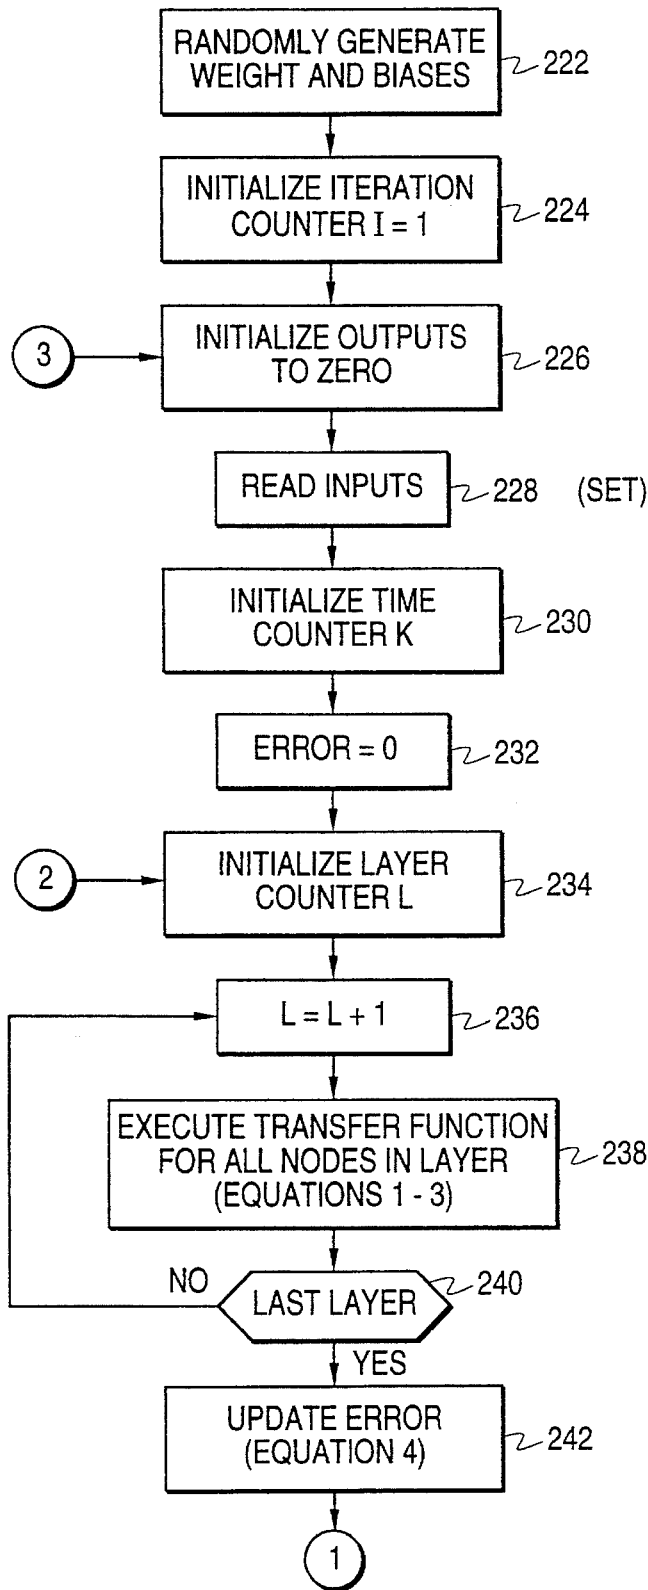 RANDOMLY GENERATE
WEIGHT AND BIASES
222
INITIALIZE ITERATION
COUNTER I = 1
224
3
INITIALIZE OUTPUTS
TO ZERO
226
READ INPUTS
228 (SET)
INITIALIZE TIME
COUNTER K
230
ERROR = 0
232
2
INITIALIZE LAYER
COUNTER L
234
L = L + 1
236
EXECUTE TRANSFER FUNCTION
FOR ALL NODES IN LAYER
(EQUATIONS 1 - 3)
238
NO
LAST LAYER
240
YES
UPDATE ERROR
(EQUATION 4)
242
1